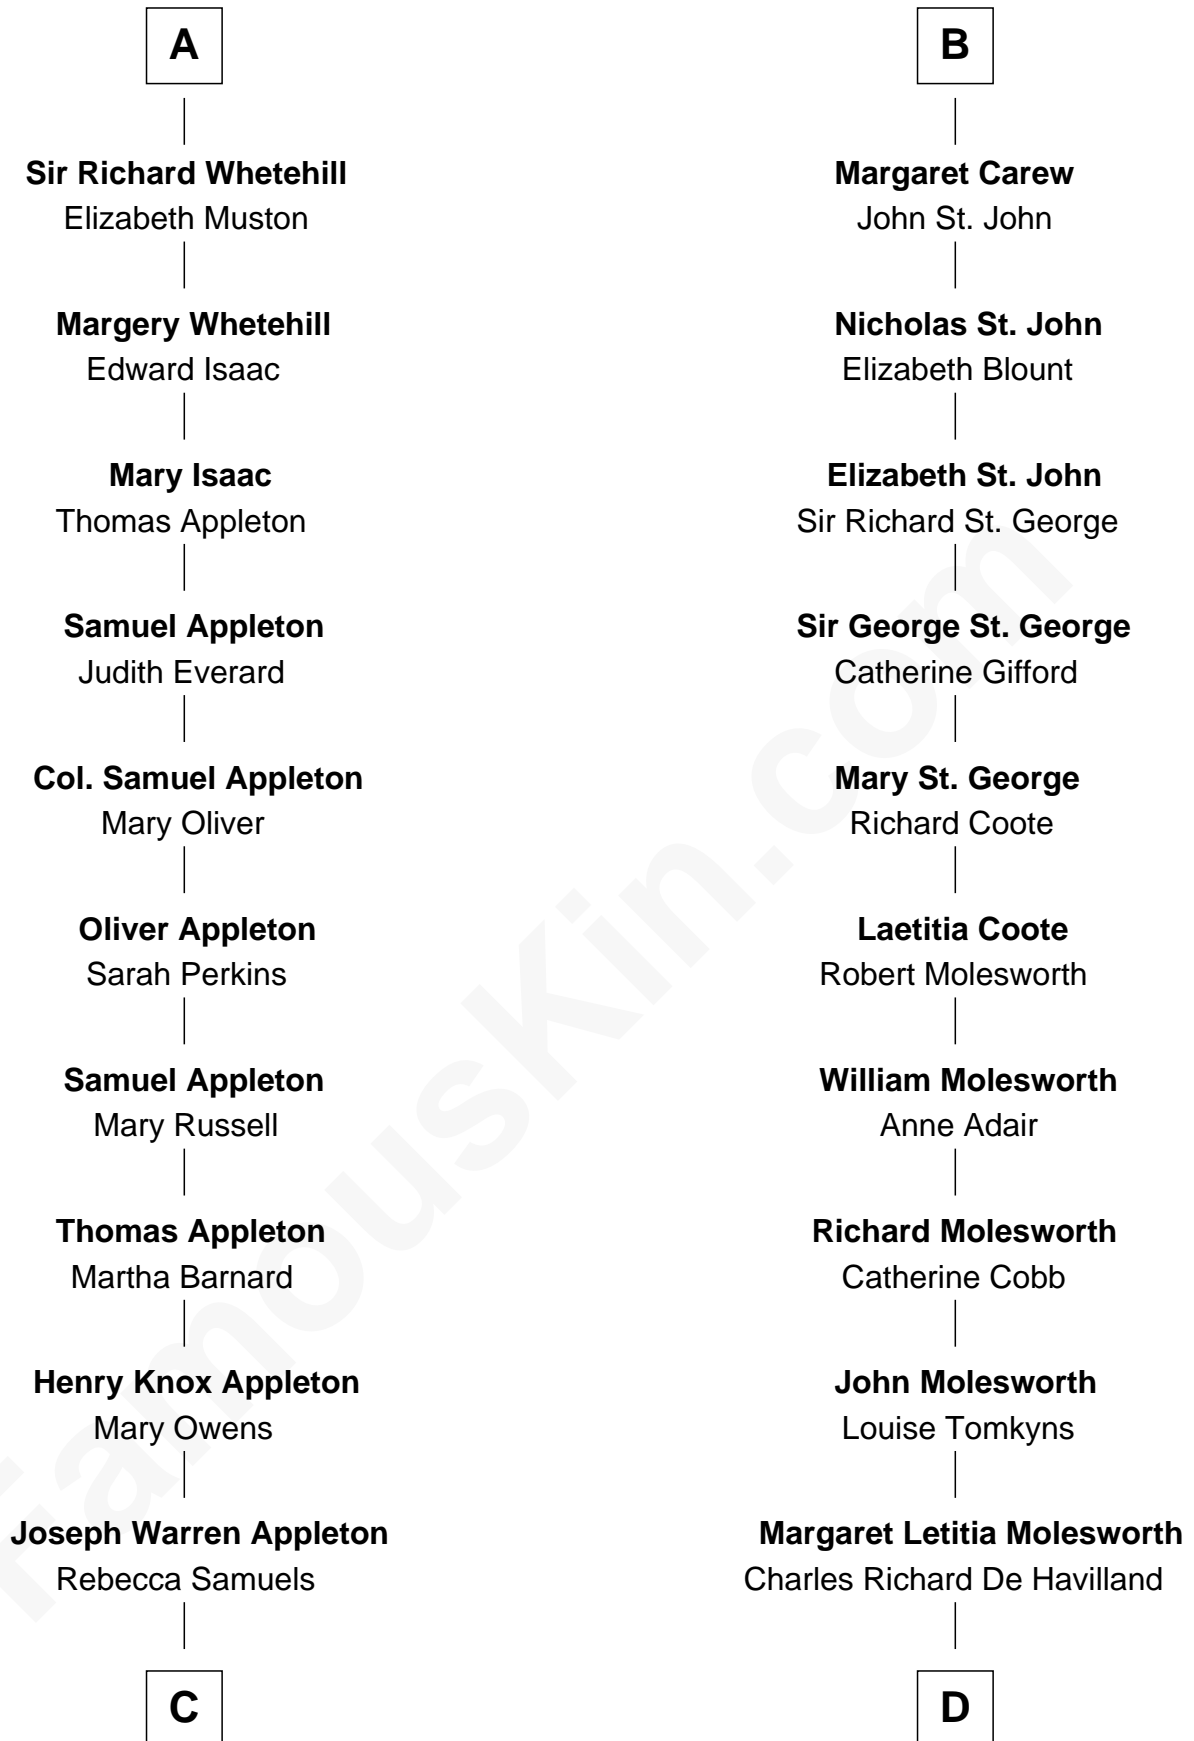 A
Sir Richard Whetehill
Elizabeth Muston
Margery Whetehill
Edward Isaac
Mary Isaac
Thomas Appleton
Samuel Appleton
Judith Everard
Col. Samuel Appleton
Mary Oliver
Oliver Appleton
Sarah Perkins
Samuel Appleton
Mary Russell
Thomas Appleton
Martha Barnard
Henry Knox Appleton
Mary Owens
Joseph Warren Appleton
Rebecca Samuels
C
B
Margaret Carew
John St. John
Nicholas St. John
Elizabeth Blount
Elizabeth St. John
Sir Richard St. George
Sir George St. George
Catherine Gifford
Mary St. George
Richard Coote
Laetitia Coote
Robert Molesworth
William Molesworth
Anne Adair
Richard Molesworth
Catherine Cobb
John Molesworth
Louise Tomkyns
Margaret Letitia Molesworth
Charles Richard De Havilland
D
FamousKin.com